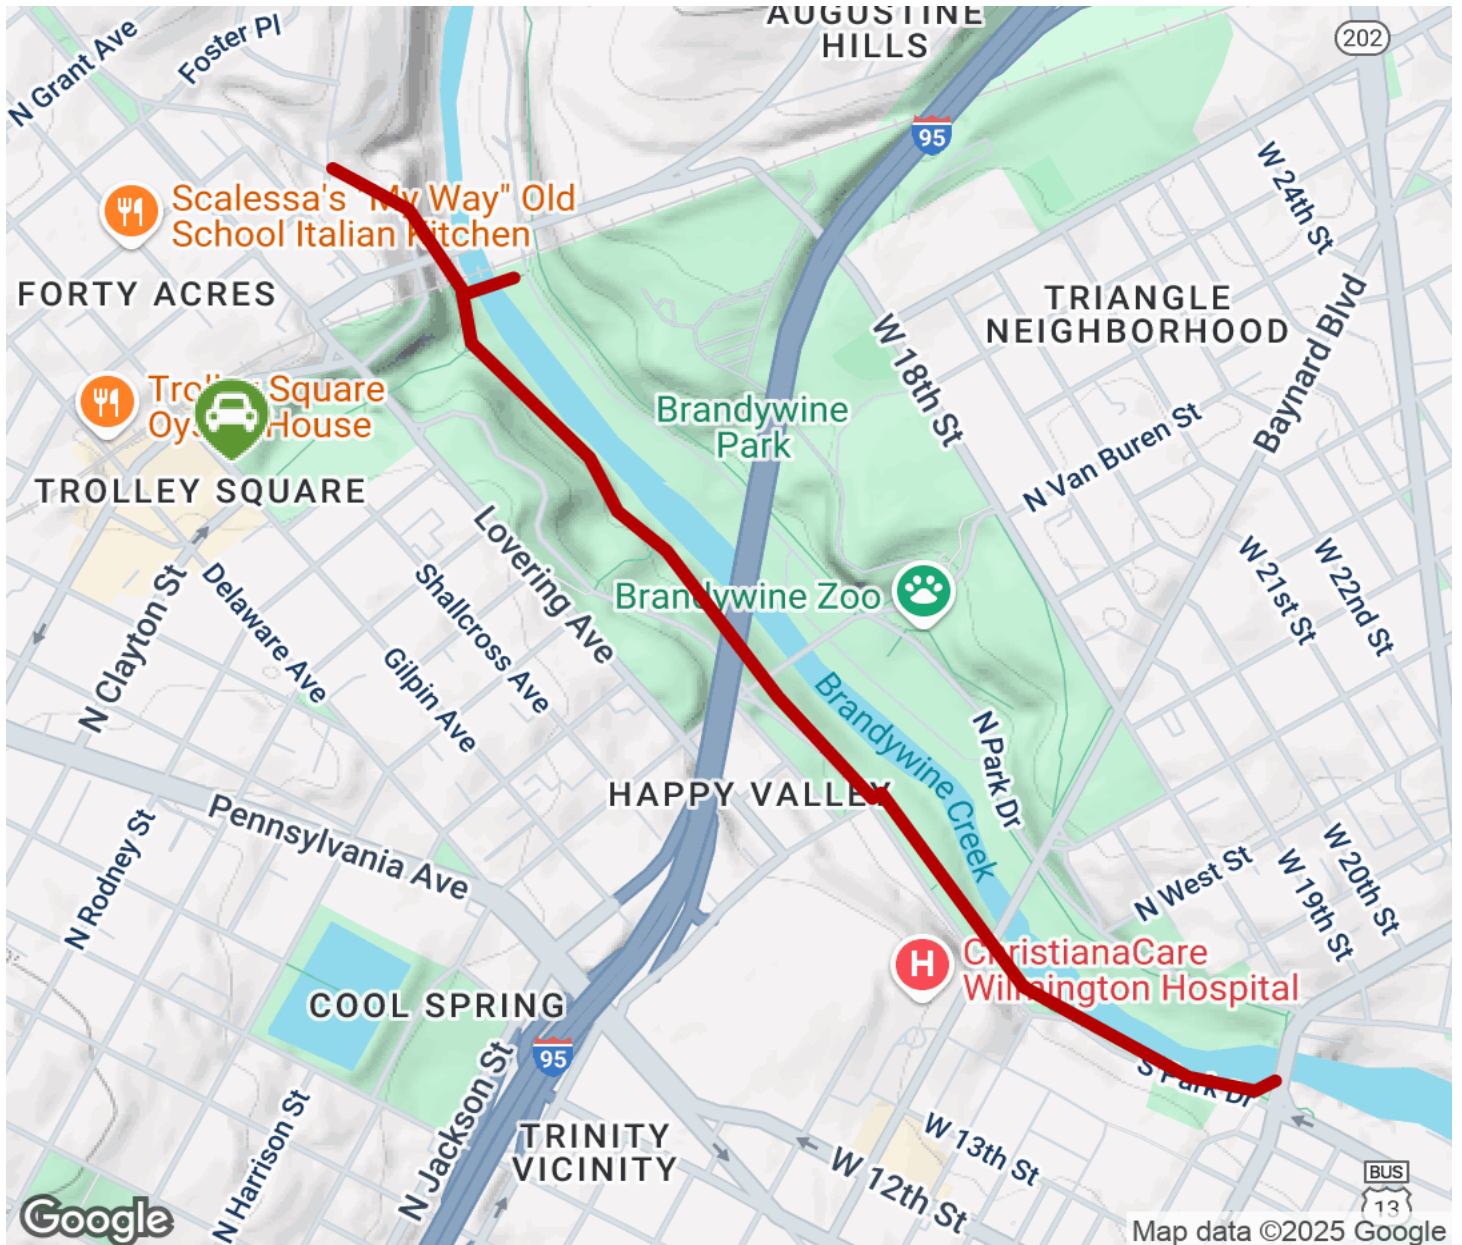 AUGUSTINE
HILLS
202
N Grant Ave
Foster Pl
95
W 24th St
Scalessa's "My Way" Old
School Italian Kitchen
FORTY ACRES
TRIANGLE
NEIGHBORHOOD
Baynard Blvd
W 18th St
Trolley Square
Oyster House
Brandywine
Park
N Van Buren St
TROLLEY SQUARE
Lovering Ave
W 21st St
W 22nd St
Shallcross Ave
Delaware Ave
Brandywine Zoo
N Clayton St
Gilpin Ave
Brandywine Creek
N Park Dr
HAPPY VALLEY
Pennsylvania Ave
N Rodney St
N West St
W 19th St
W 20th St
H
ChristianaCare
Wilmington Hospital
COOL SPRING
95
N Jackson St
S Park Dr
N Harrison St
TRINITY
VICINITY
W 13th St
W 12th St
BUS
13
Google
Map data ©2025 Google